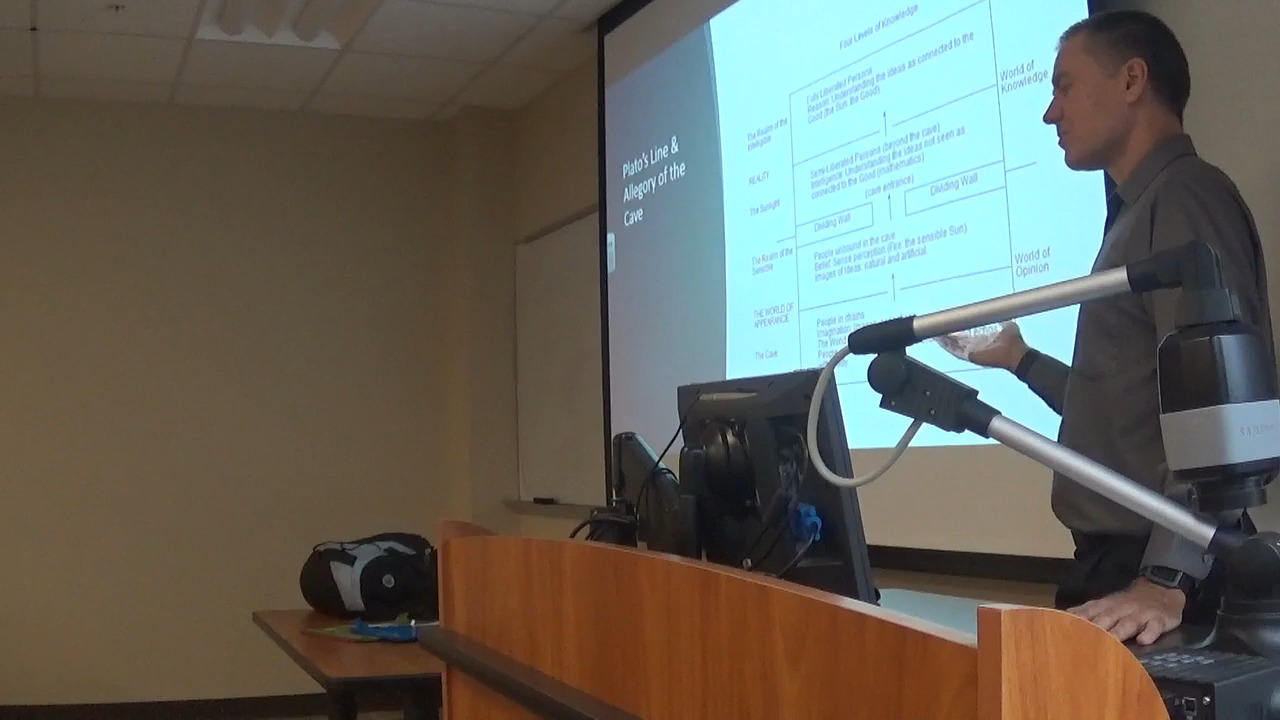 Four Levels of Knowledge
Plato's Line &
Allegory of the
Cave
The Realm of the
Intelligible
Fully Liberated Persons
Reason: Understanding the Ideas as connected to the
Good (the Sun: the Good).
World of
Knowledge
REALITY
The Sunlight
Semi-Liberated Persons (beyond the cave)
Intelligence: Understanding the ideas not seen as
connected to the Good (mathematics)
(cave entrance)
Dividing Wall
Dividing Wall
The Realm of the
Sensible
People unbound in the cave
Belief: Sense perception (Fire: the sensible Sun).
Images of Ideas: natural and artificial.
World of
Opinion
THE WORLD OF
APPEARANCE
The Cave
People in chains
Imagination:
The World